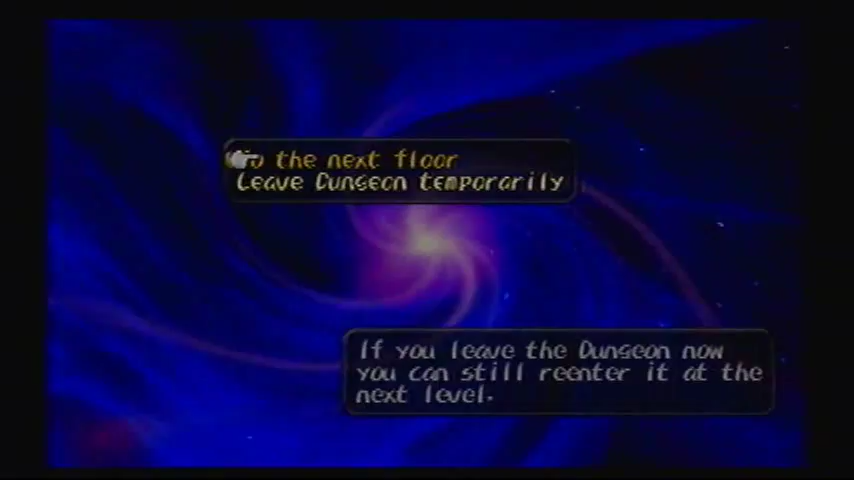 the next floor
Leave Dungeon temporarily
If you leave the Dungeon now
you can still reenter it at the
next level.